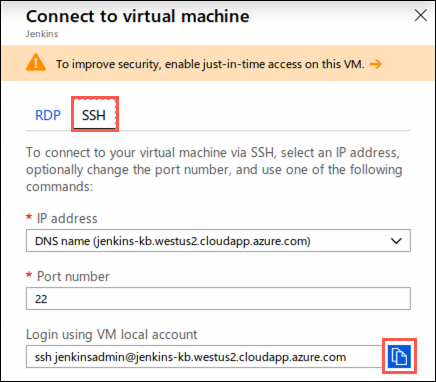 Connect to virtual machine
Jenkins
To improve security, enable just-in-time access on this VM. →
RDP
SSH
To connect to your virtual machine via SSH, select an IP address,
optionally change the port number, and use one of the following
commands:
* IP address
DNS name (jenkins-kb.westus2.cloudapp.azure.com)
* Port number
22
Login using VM local account
ssh jenkinsadmin@jenkins-kb.westus2.cloudapp.azure.com